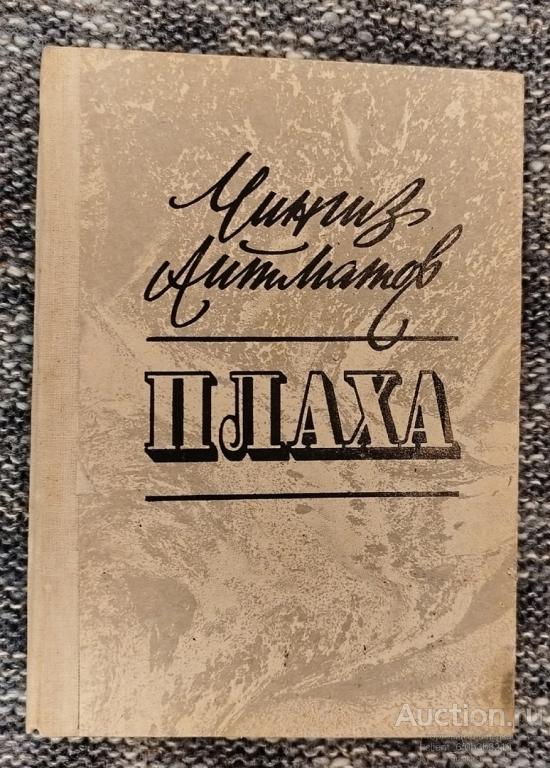 Чингиз
Айтматов
ПЛАХА
Auction.ru